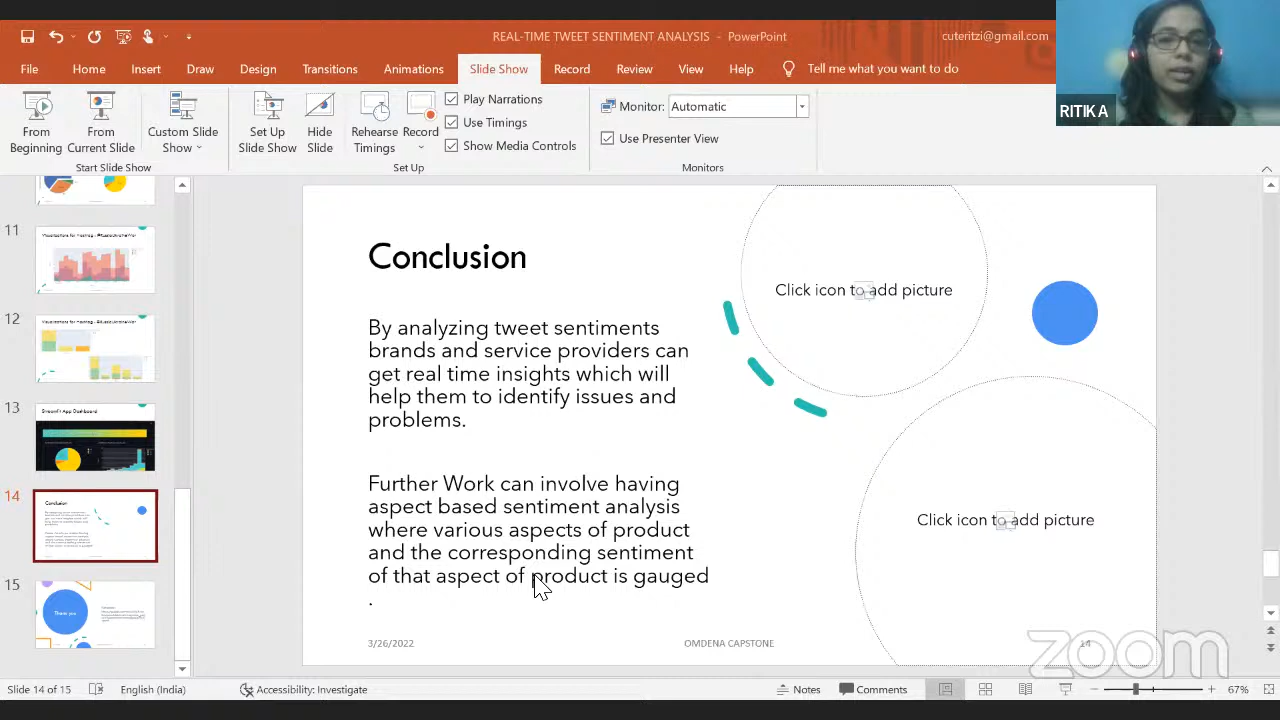 REAL-TIME TWEET SENTIMENT ANALYSIS - PowerPoint
cuteritzi@gmail.com
File Home Insert Draw Design Transitions Animations Slide Show Record Review View Help Tell me what you want to do
RITIKA
From Beginning
From Current Slide
Custom Slide Show
Start Slide Show
Set Up Slide Show
Hide Slide
Rehearse Timings
Record
Play Narrations
Use Timings
Show Media Controls
Set Up
Monitor: Automatic
Use Presenter View
Monitors
11
12
13
Streamlit App Dashboard
14
Conclusion
15
Thank you
Conclusion
By analyzing tweet sentiments
brands and service providers can
get real time insights which will
help them to identify issues and
problems.
Further Work can involve having
aspect based sentiment analysis
where various aspects of product
and the corresponding sentiment
of that aspect of product is gauged
.
Click icon to add picture
Click icon to add picture
3/26/2022
OMDENA CAPSTONE
14
zoom
Slide 14 of 15 English (India) Accessibility: Investigate Notes Comments 67%